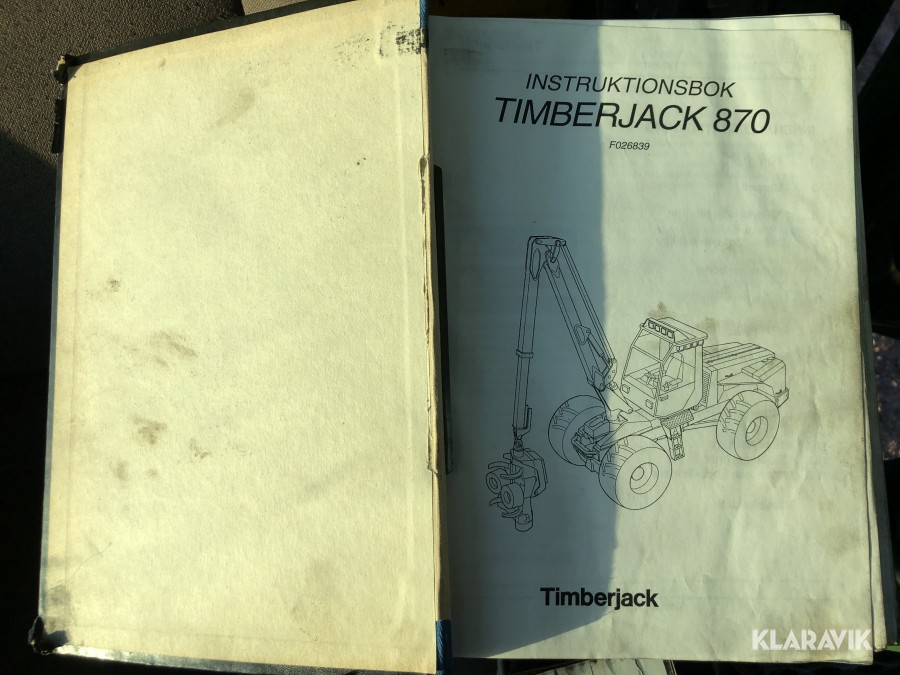 INSTRUKTIONSBOK
TIMBERJACK 870
F026839
Timberjack
KLARAVIK